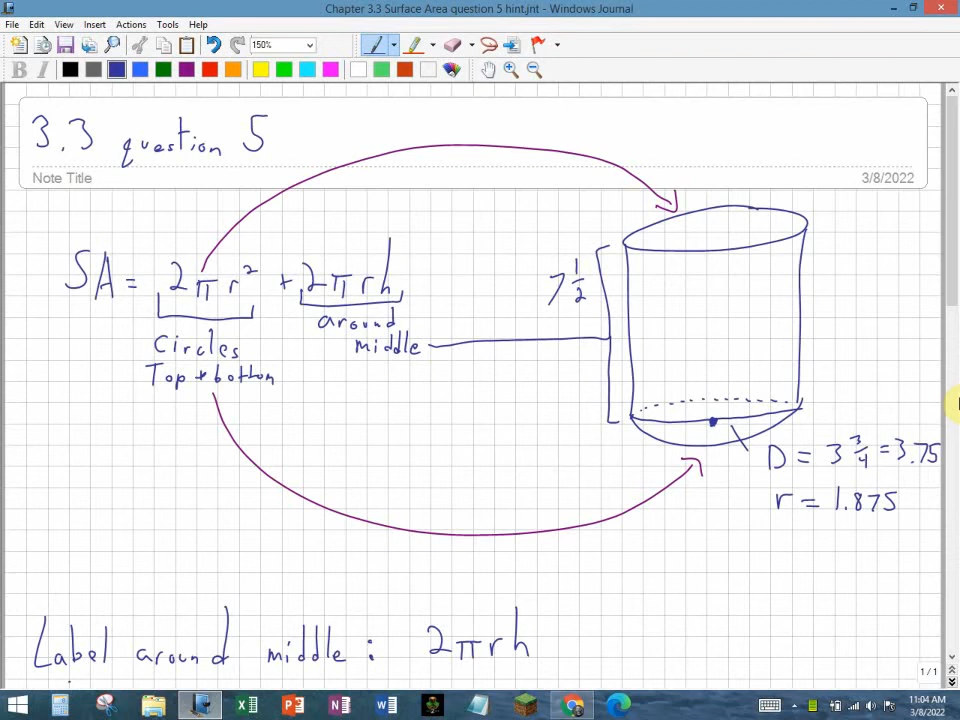 Chapter 3.3 Surface Area question 5 hint.jnt - Windows Journal
File Edit View Insert Actions Tools Help
150%
B I
3.3 question 5
Note Title
3/8/2022
SA = 2πr² + 2πrh
Circles
Top + bottom
around
middle
7 1/2
D = 3 3/4 = 3.75
r = 1.875
Label around middle : 2πrh
1 / 1
11:04 AM
3/8/2022